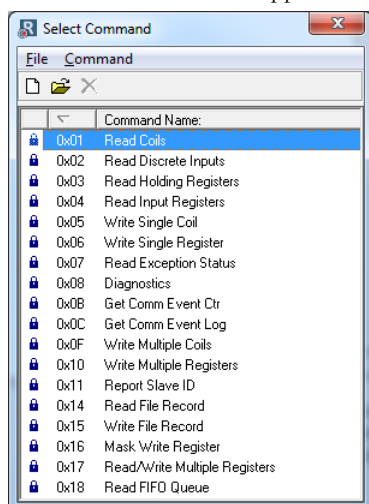 Select Command
File Command
Command Name:
0x01 Read Coils
0x02 Read Discrete Inputs
0x03 Read Holding Registers
0x04 Read Input Registers
0x05 Write Single Coil
0x06 Write Single Register
0x07 Read Exception Status
0x08 Diagnostics
0x0B Get Comm Event Ctr
0x0C Get Comm Event Log
0x0F Write Multiple Coils
0x10 Write Multiple Registers
0x11 Report Slave ID
0x14 Read File Record
0x15 Write File Record
0x16 Mask Write Register
0x17 Read/Write Multiple Registers
0x18 Read FIFO Queue